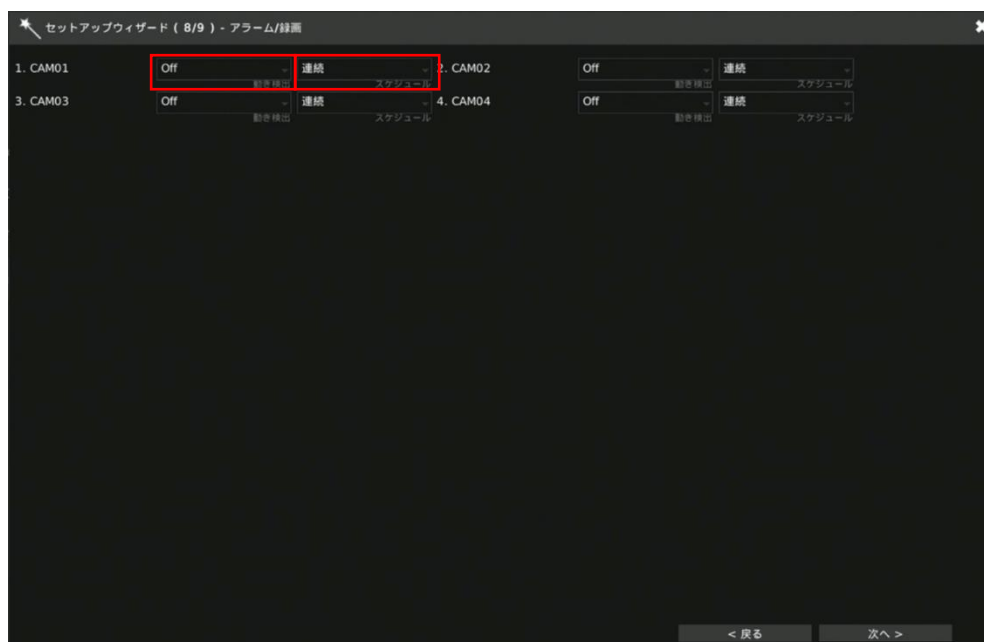 セットアップウィザード ( 8/9 ) - アラーム/録画
1. CAM01 Off 連続 2. CAM02 Off 連続
動き検出 スケジュール 動き検出 スケジュール
3. CAM03 Off 連続 4. CAM04 Off 連続
動き検出 スケジュール 動き検出 スケジュール
< 戻る 次へ >